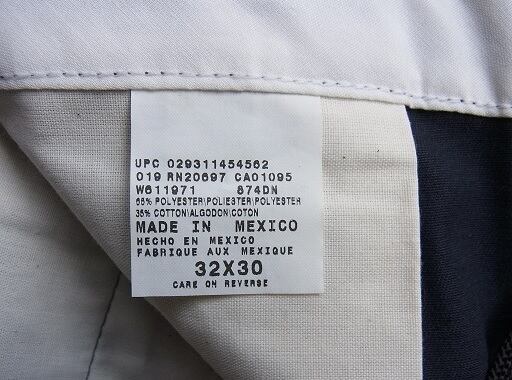 UPC 029311454562
019 RN20697 CA01095
W611971 874DN
65% POLYESTER\POLIESTER\POLYESTER
35% COTTON\ALGODON\COTON
MADE IN MEXICO
HECHO EN MEXICO
FABRIQUE AUX MEXIQUE
32X30
CARE ON REVERSE